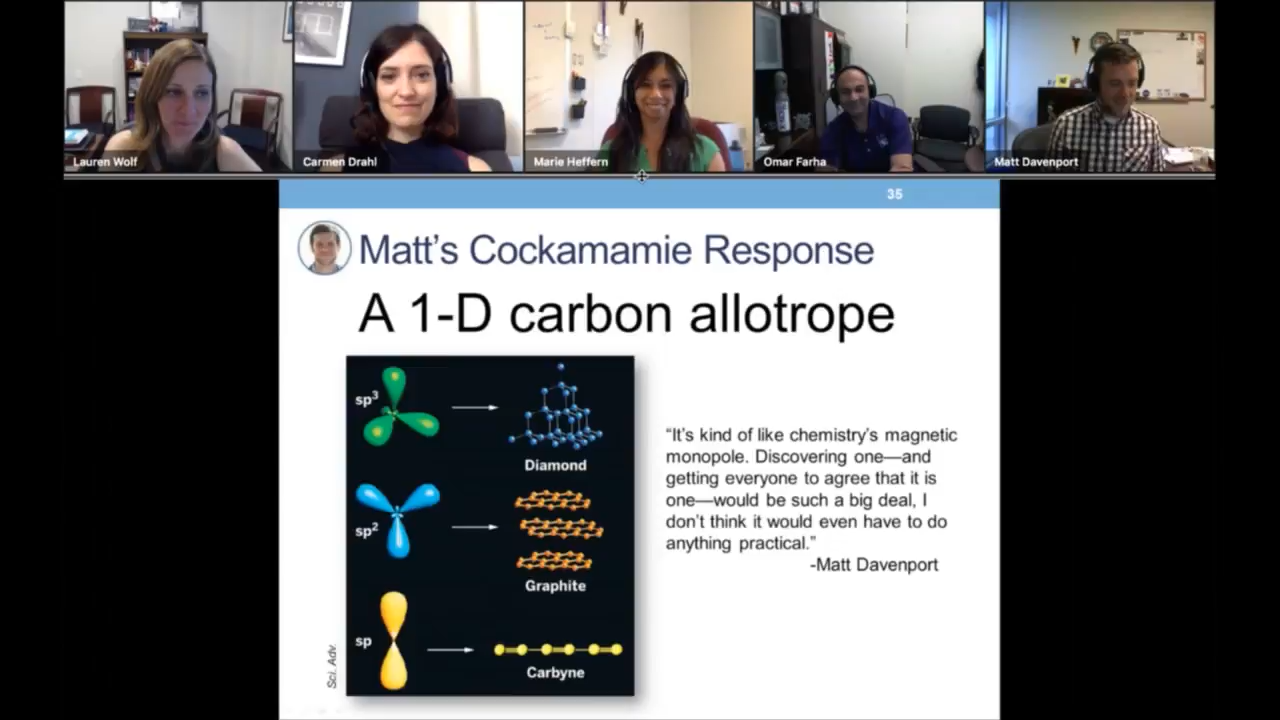 Lauren Wolf
Carmen Drahl
Marie Heffern
Omar Farha
Matt Davenport
35
Matt's Cockamamie Response
A 1-D carbon allotrope
sp³
Diamond
sp²
Graphite
sp
Carbyne
Sci. Adv.
“It's kind of like chemistry's magnetic
monopole. Discovering one—and
getting everyone to agree that it is
one—would be such a big deal, I
don't think it would even have to do
anything practical.”
-Matt Davenport